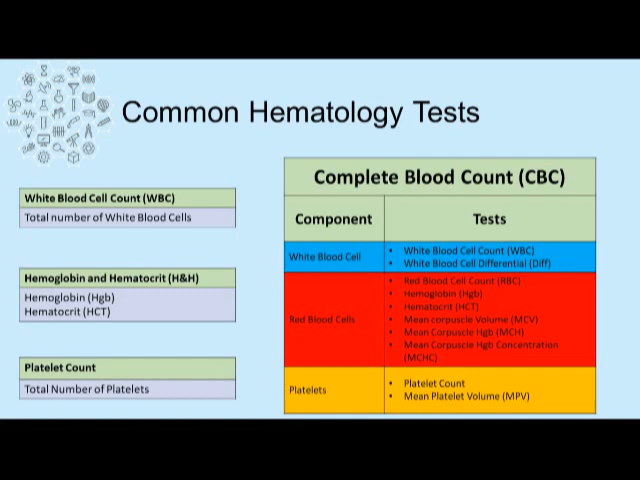 Common Hematology Tests
White Blood Cell Count (WBC)
Total number of White Blood Cells
Hemoglobin and Hematocrit (H&H)
Hemoglobin (Hgb)
Hematocrit (HCT)
Platelet Count
Total Number of Platelets
Complete Blood Count (CBC)
Component Tests
White Blood Cell
• White Blood Cell Count (WBC)
• White Blood Cell Differential (Diff)
Red Blood Cells
• Red Blood Cell Count (RBC)
• Hemoglobin (Hgb)
• Hematocrit (HCT)
• Mean corpuscle Volume (MCV)
• Mean Corpuscle Hgb (MCH)
• Mean Corpuscle Hgb Concentration
(MCHC)
Platelets
• Platelet Count
• Mean Platelet Volume (MPV)